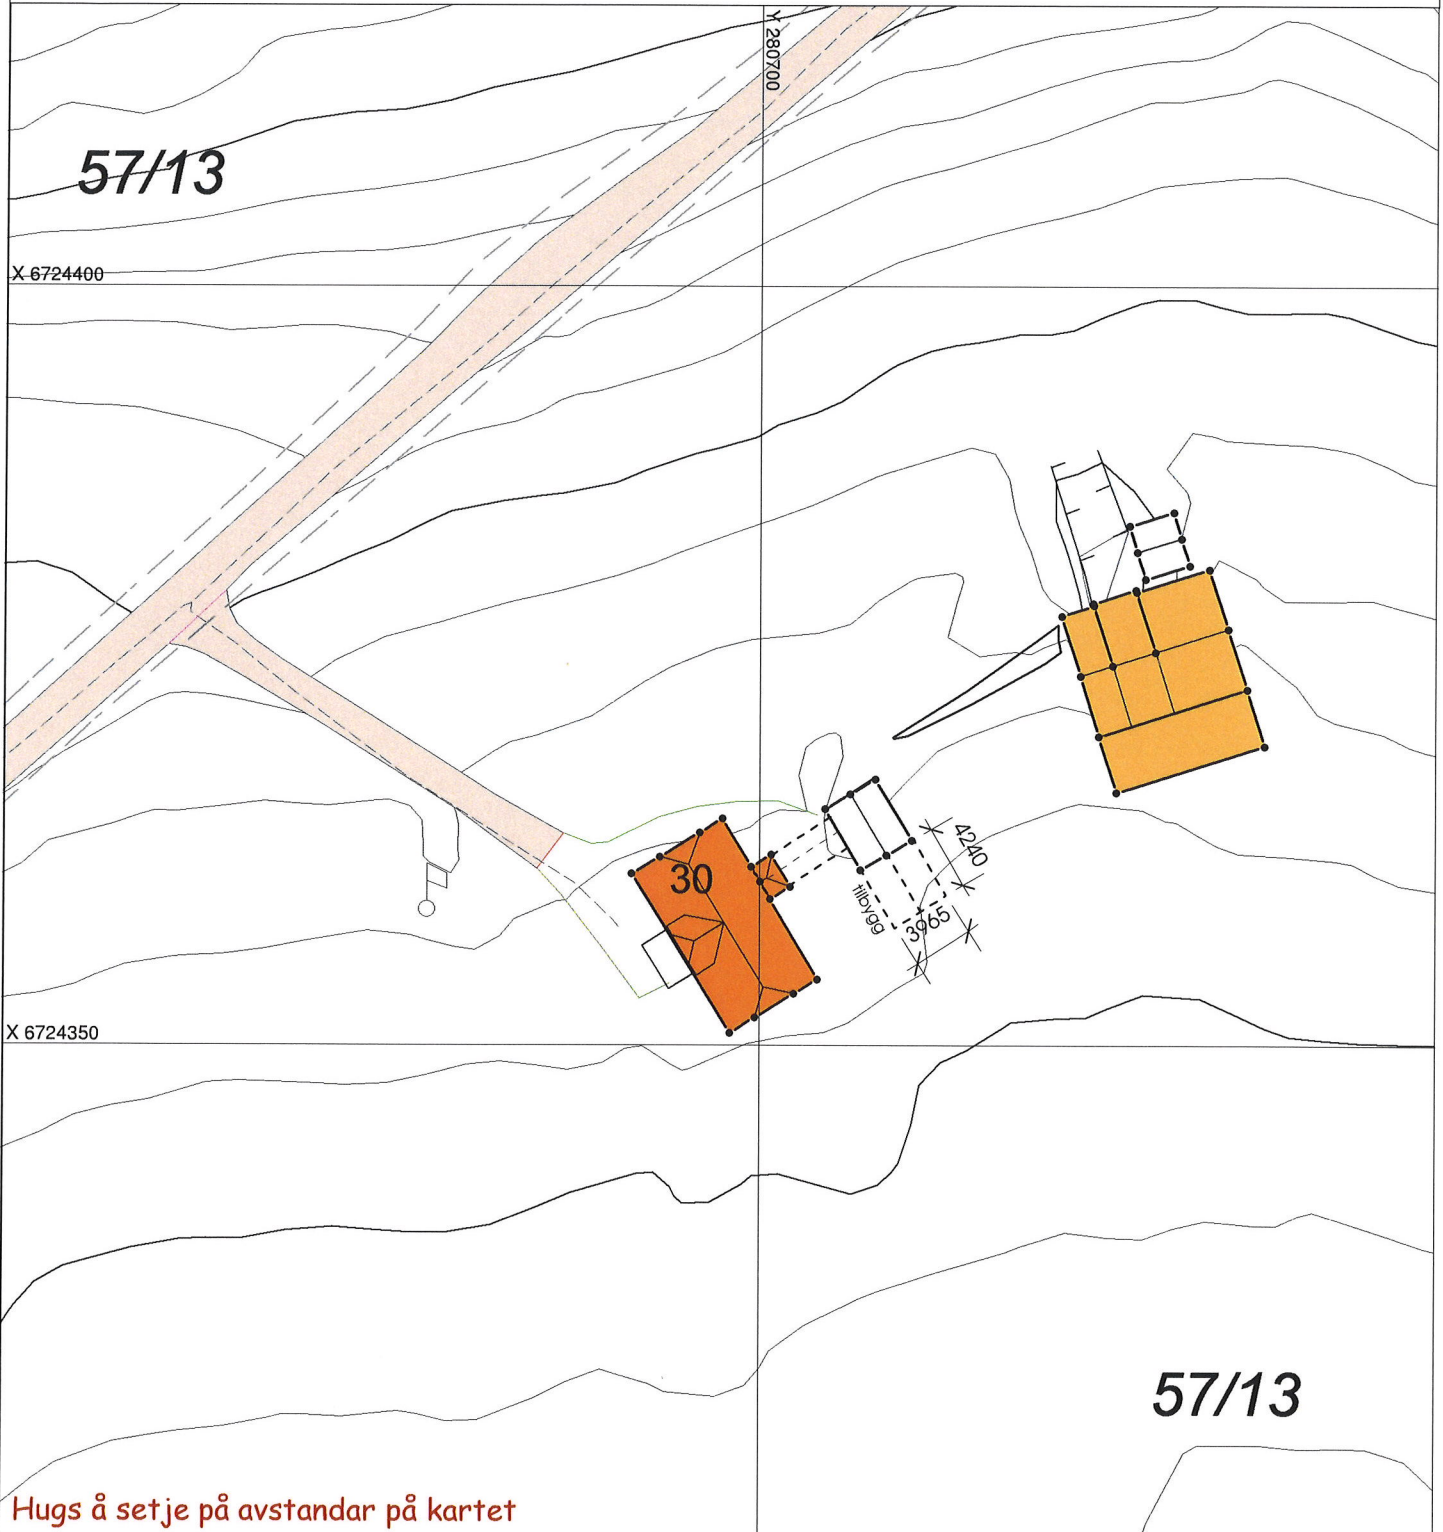 Y 280700
57/13
X 6724400
30
4240
tilbygg
3965
X 6724350
57/13
Hugs å setje på avstandar på kartet